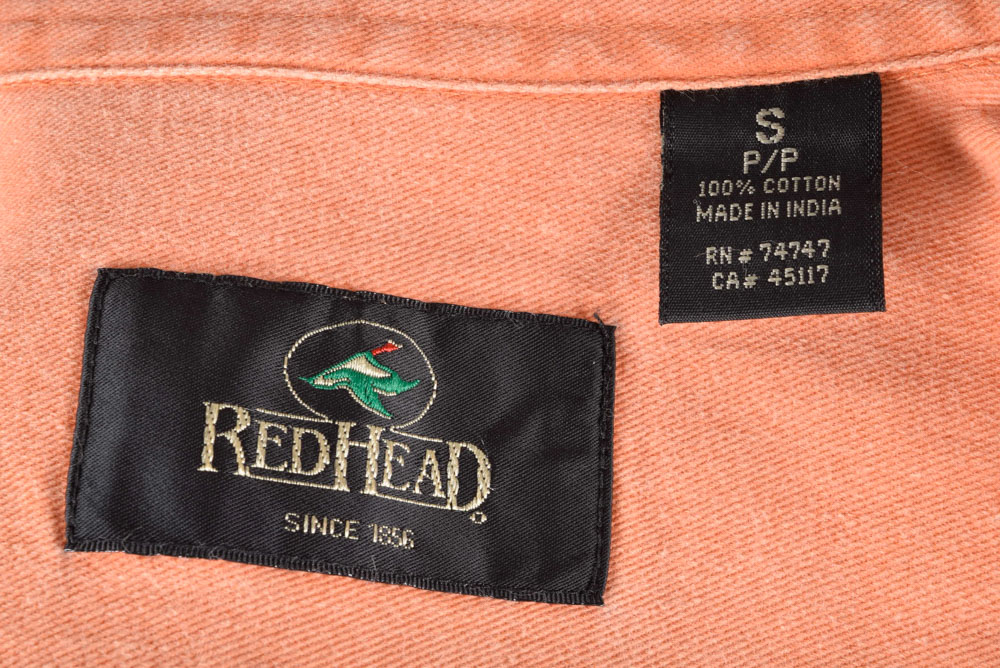 S
P/P
100% COTTON
MADE IN INDIA
RN# 74747
CA# 45117
REDHEAD
SINCE 1856